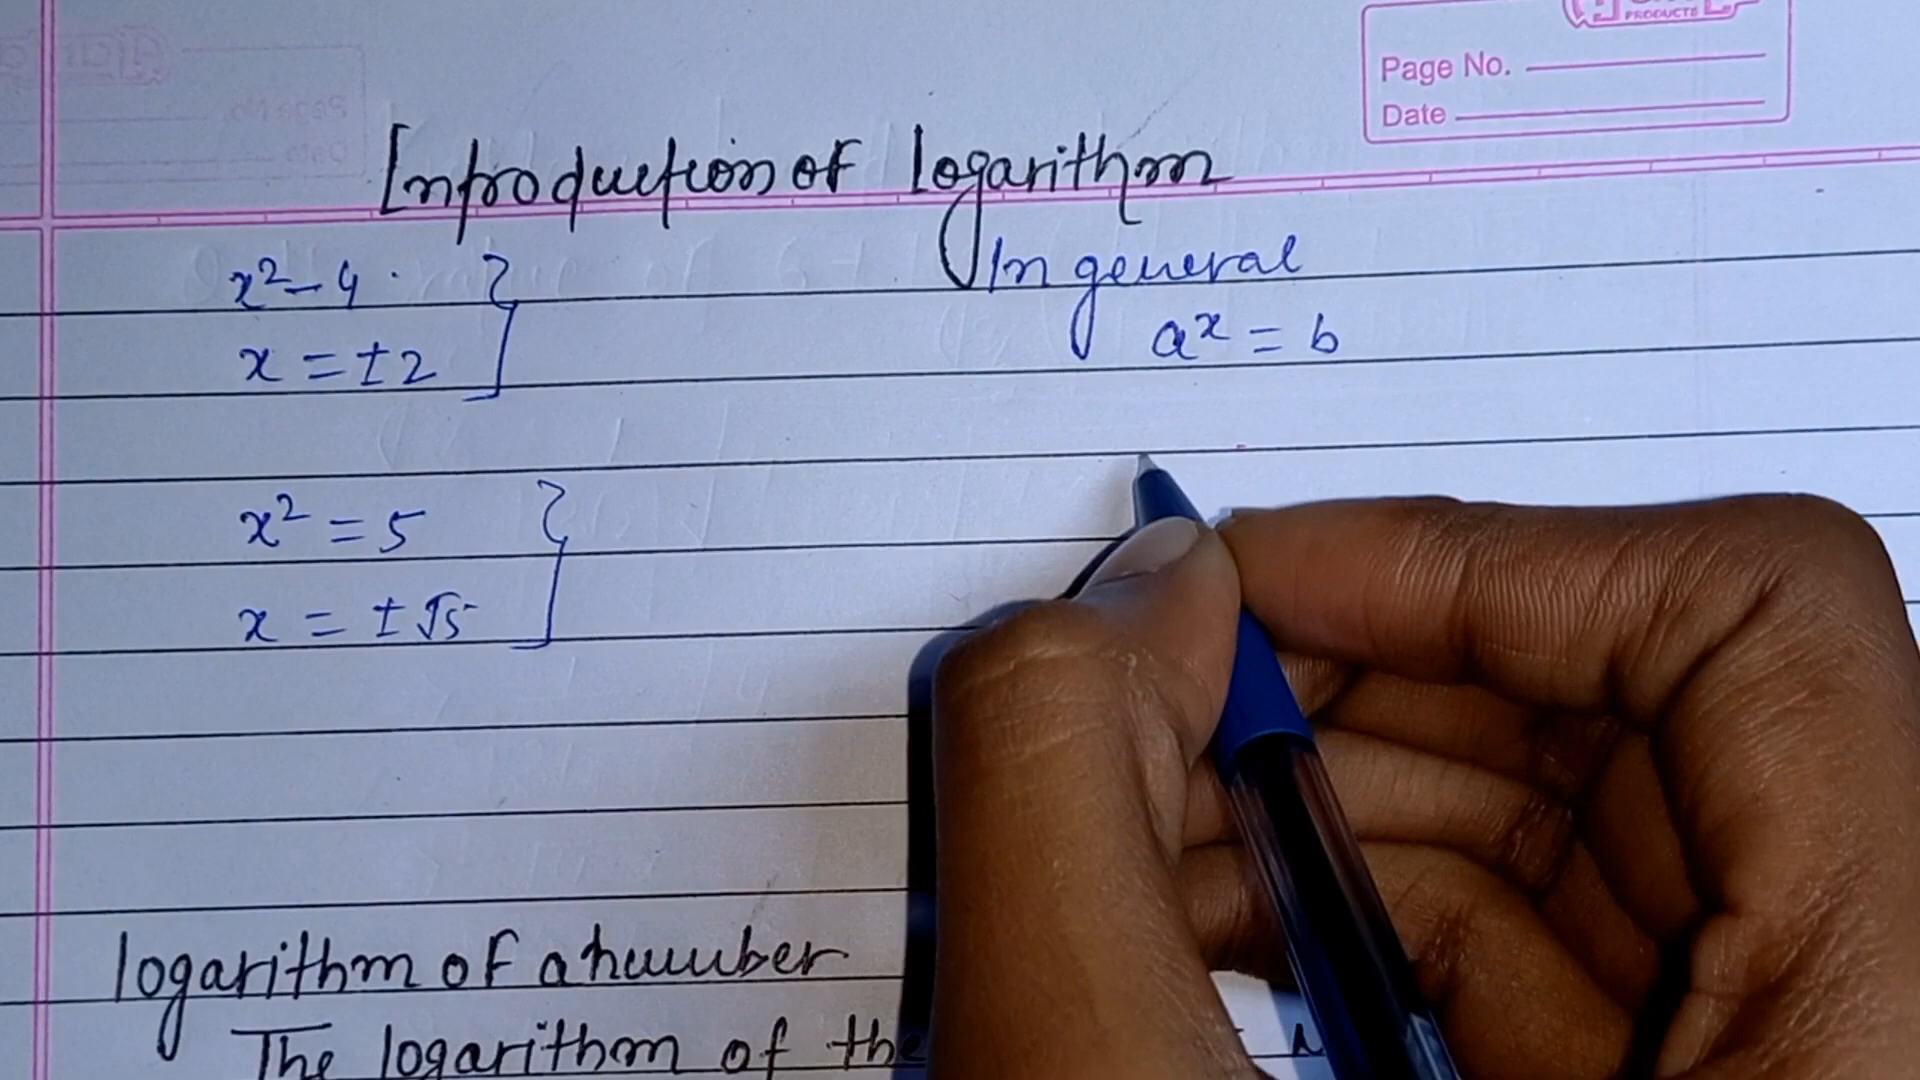 PRODUCTS
Page No.
Date
Introduction of logarithm
x² - 4
x = ±2
In general
aˣ = b
x² = 5
x = ± √5
logarithm of a number
The logarithm of the